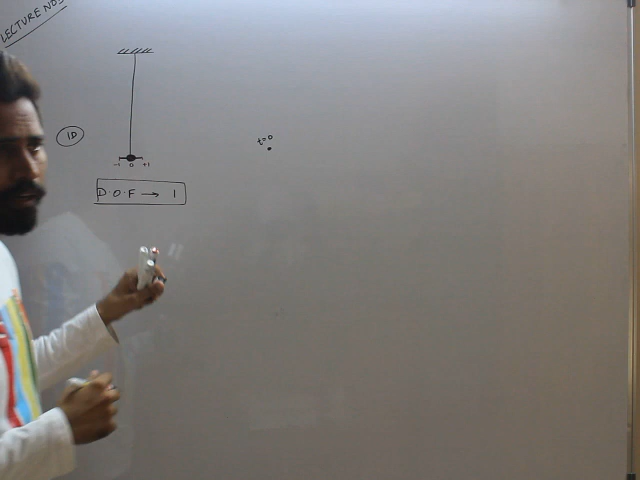 LECTURE NO:
1D
-1 0 +1
D.O.F → 1
t=0